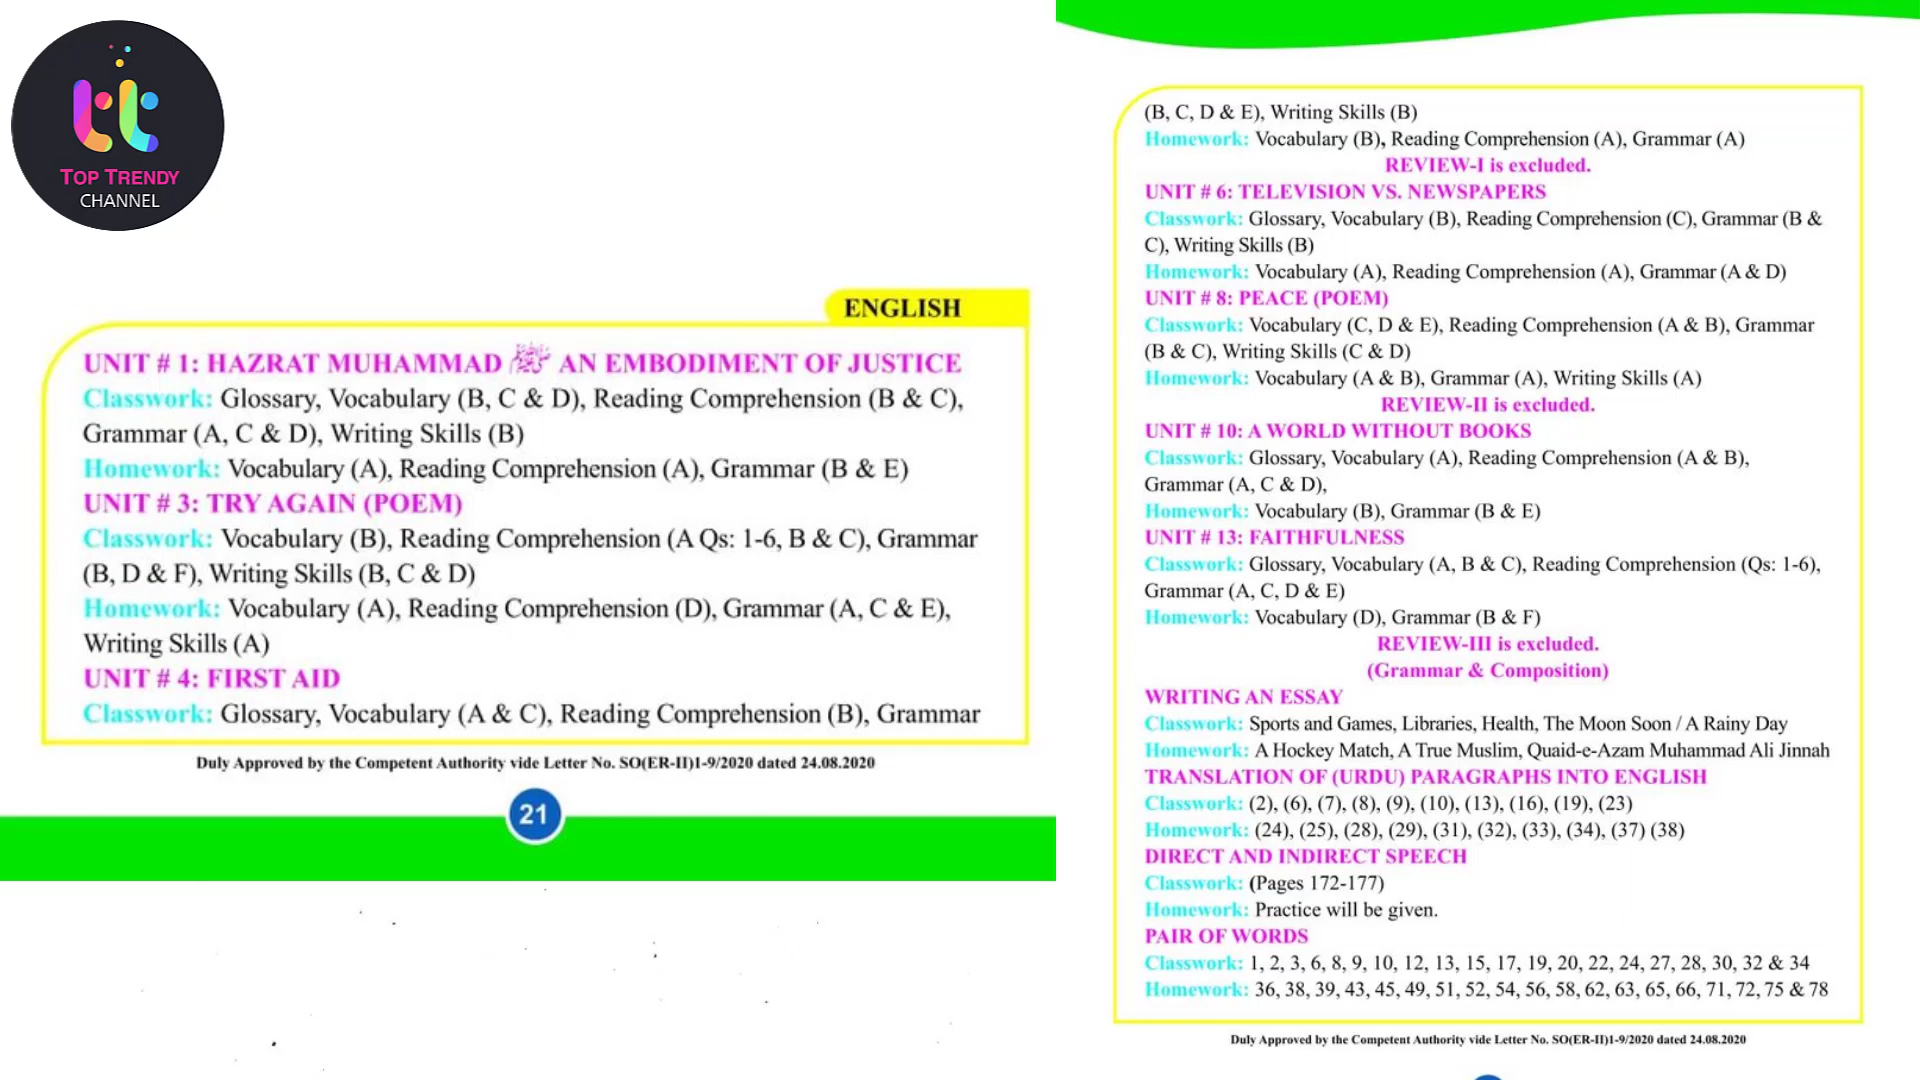 TOP TRENDY
CHANNEL
ENGLISH
UNIT # 1: HAZRAT MUHAMMAD ﷺ AN EMBODIMENT OF JUSTICE
Classwork: Glossary, Vocabulary (B, C & D), Reading Comprehension (B & C),
Grammar (A, C & D), Writing Skills (B)
Homework: Vocabulary (A), Reading Comprehension (A), Grammar (B & E)
UNIT # 3: TRY AGAIN (POEM)
Classwork: Vocabulary (B), Reading Comprehension (A Qs: 1-6, B & C), Grammar
(B, D & F), Writing Skills (B, C & D)
Homework: Vocabulary (A), Reading Comprehension (D), Grammar (A, C & E),
Writing Skills (A)
UNIT # 4: FIRST AID
Classwork: Glossary, Vocabulary (A & C), Reading Comprehension (B), Grammar
Duly Approved by the Competent Authority vide Letter No. SO(ER-II)1-9/2020 dated 24.08.2020
21
(B, C, D & E), Writing Skills (B)
Homework: Vocabulary (B), Reading Comprehension (A), Grammar (A)
REVIEW-I is excluded.
UNIT # 6: TELEVISION VS. NEWSPAPERS
Classwork: Glossary, Vocabulary (B), Reading Comprehension (C), Grammar (B &
C), Writing Skills (B)
Homework: Vocabulary (A), Reading Comprehension (A), Grammar (A & D)
UNIT # 8: PEACE (POEM)
Classwork: Vocabulary (C, D & E), Reading Comprehension (A & B), Grammar
(B & C), Writing Skills (C & D)
Homework: Vocabulary (A & B), Grammar (A), Writing Skills (A)
REVIEW-II is excluded.
UNIT # 10: A WORLD WITHOUT BOOKS
Classwork: Glossary, Vocabulary (A), Reading Comprehension (A & B),
Grammar (A, C & D),
Homework: Vocabulary (B), Grammar (B & E)
UNIT # 13: FAITHFULNESS
Classwork: Glossary, Vocabulary (A, B & C), Reading Comprehension (Qs: 1-6),
Grammar (A, C, D & E)
Homework: Vocabulary (D), Grammar (B & F)
REVIEW-III is excluded.
(Grammar & Composition)
WRITING AN ESSAY
Classwork: Sports and Games, Libraries, Health, The Moon Soon / A Rainy Day
Homework: A Hockey Match, A True Muslim, Quaid-e-Azam Muhammad Ali Jinnah
TRANSLATION OF (URDU) PARAGRAPHS INTO ENGLISH
Classwork: (2), (6), (7), (8), (9), (10), (13), (16), (19), (23)
Homework: (24), (25), (28), (29), (31), (32), (33), (34), (37) (38)
DIRECT AND INDIRECT SPEECH
Classwork: (Pages 172-177)
Homework: Practice will be given.
PAIR OF WORDS
Classwork: 1, 2, 3, 6, 8, 9, 10, 12, 13, 15, 17, 19, 20, 22, 24, 27, 28, 30, 32 & 34
Homework: 36, 38, 39, 43, 45, 49, 51, 52, 54, 56, 58, 62, 63, 65, 66, 71, 72, 75 & 78
Duly Approved by the Competent Authority vide Letter No. SO(ER-II)1-9/2020 dated 24.08.2020